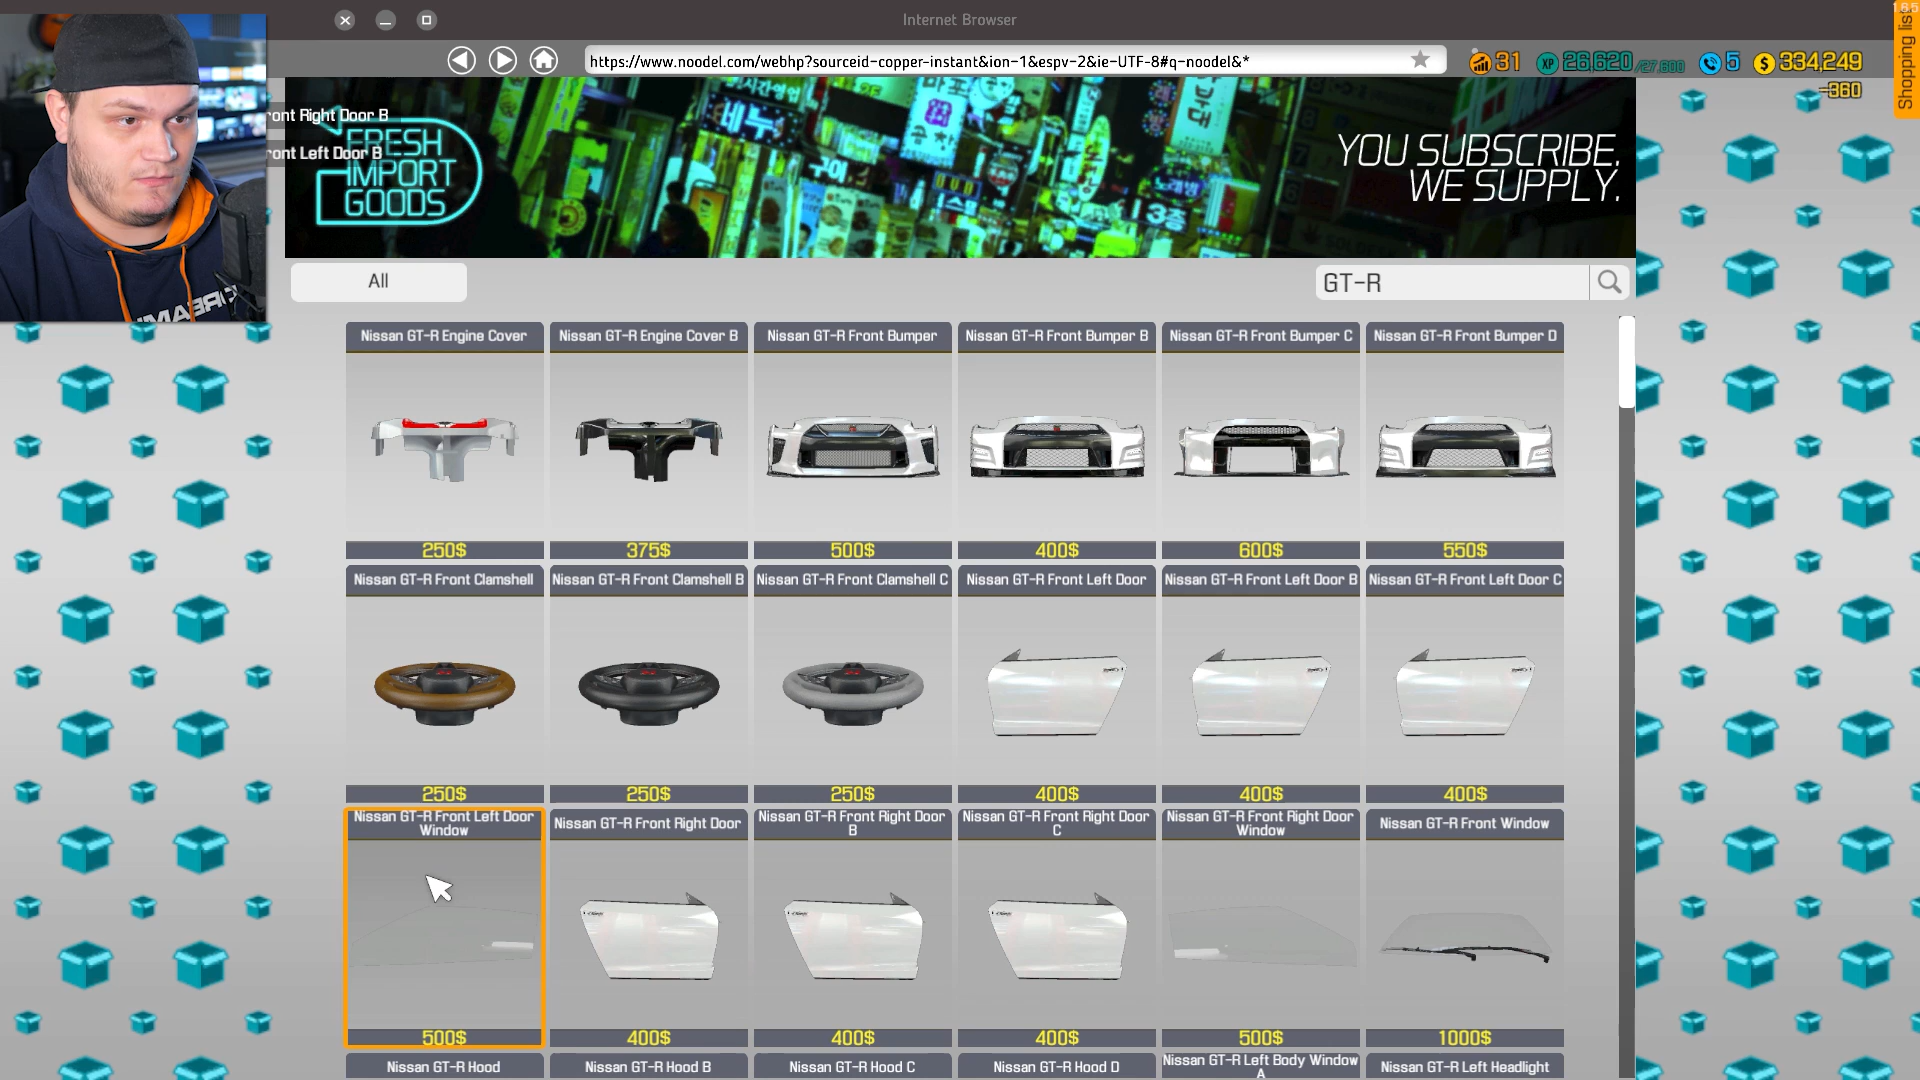 Internet Browser
1.6.5
Shopping list
https://www.noodel.com/webhp?sourceid-copper-instant&ion-1&espv-2&ie-UTF-8#q-noodel&*
31
XP
26,620
/27,600
5
$
334,249
-360
ront Right Door B
ront Left Door B
FRESH
IMPORT
GOODS
YOU SUBSCRIBE.
WE SUPPLY.
All
GT-R
Nissan GT-R Engine Cover
Nissan GT-R Engine Cover B
Nissan GT-R Front Bumper
Nissan GT-R Front Bumper B
Nissan GT-R Front Bumper C
Nissan GT-R Front Bumper D
250$
375$
500$
400$
600$
550$
Nissan GT-R Front Clamshell
Nissan GT-R Front Clamshell B
Nissan GT-R Front Clamshell C
Nissan GT-R Front Left Door
Nissan GT-R Front Left Door B
Nissan GT-R Front Left Door C
250$
250$
250$
400$
400$
400$
Nissan GT-R Front Left Door
Window
Nissan GT-R Front Right Door
Nissan GT-R Front Right Door
B
Nissan GT-R Front Right Door
C
Nissan GT-R Front Right Door
Window
Nissan GT-R Front Window
500$
400$
400$
400$
500$
1000$
Nissan GT-R Hood
Nissan GT-R Hood B
Nissan GT-R Hood C
Nissan GT-R Hood D
Nissan GT-R Left Body Window
A
Nissan GT-R Left Headlight